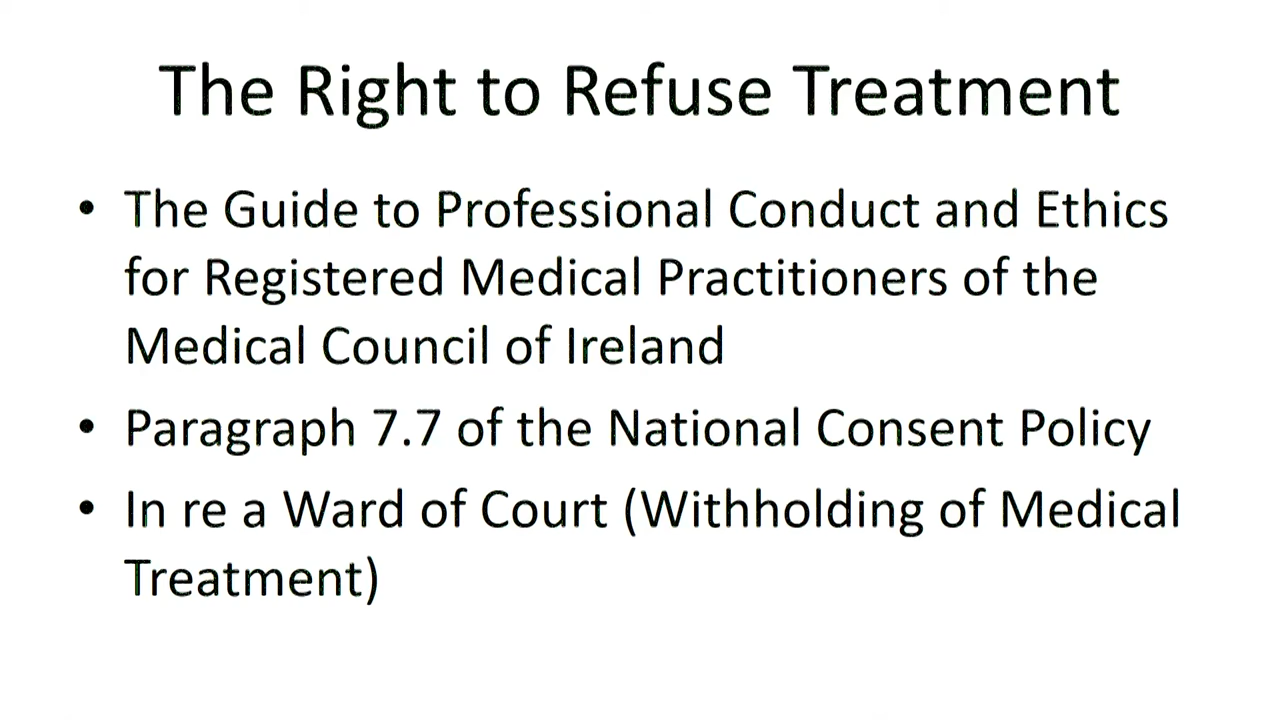 The Right to Refuse Treatment
• The Guide to Professional Conduct and Ethics
for Registered Medical Practitioners of the
Medical Council of Ireland
• Paragraph 7.7 of the National Consent Policy
• In re a Ward of Court (Withholding of Medical
Treatment)